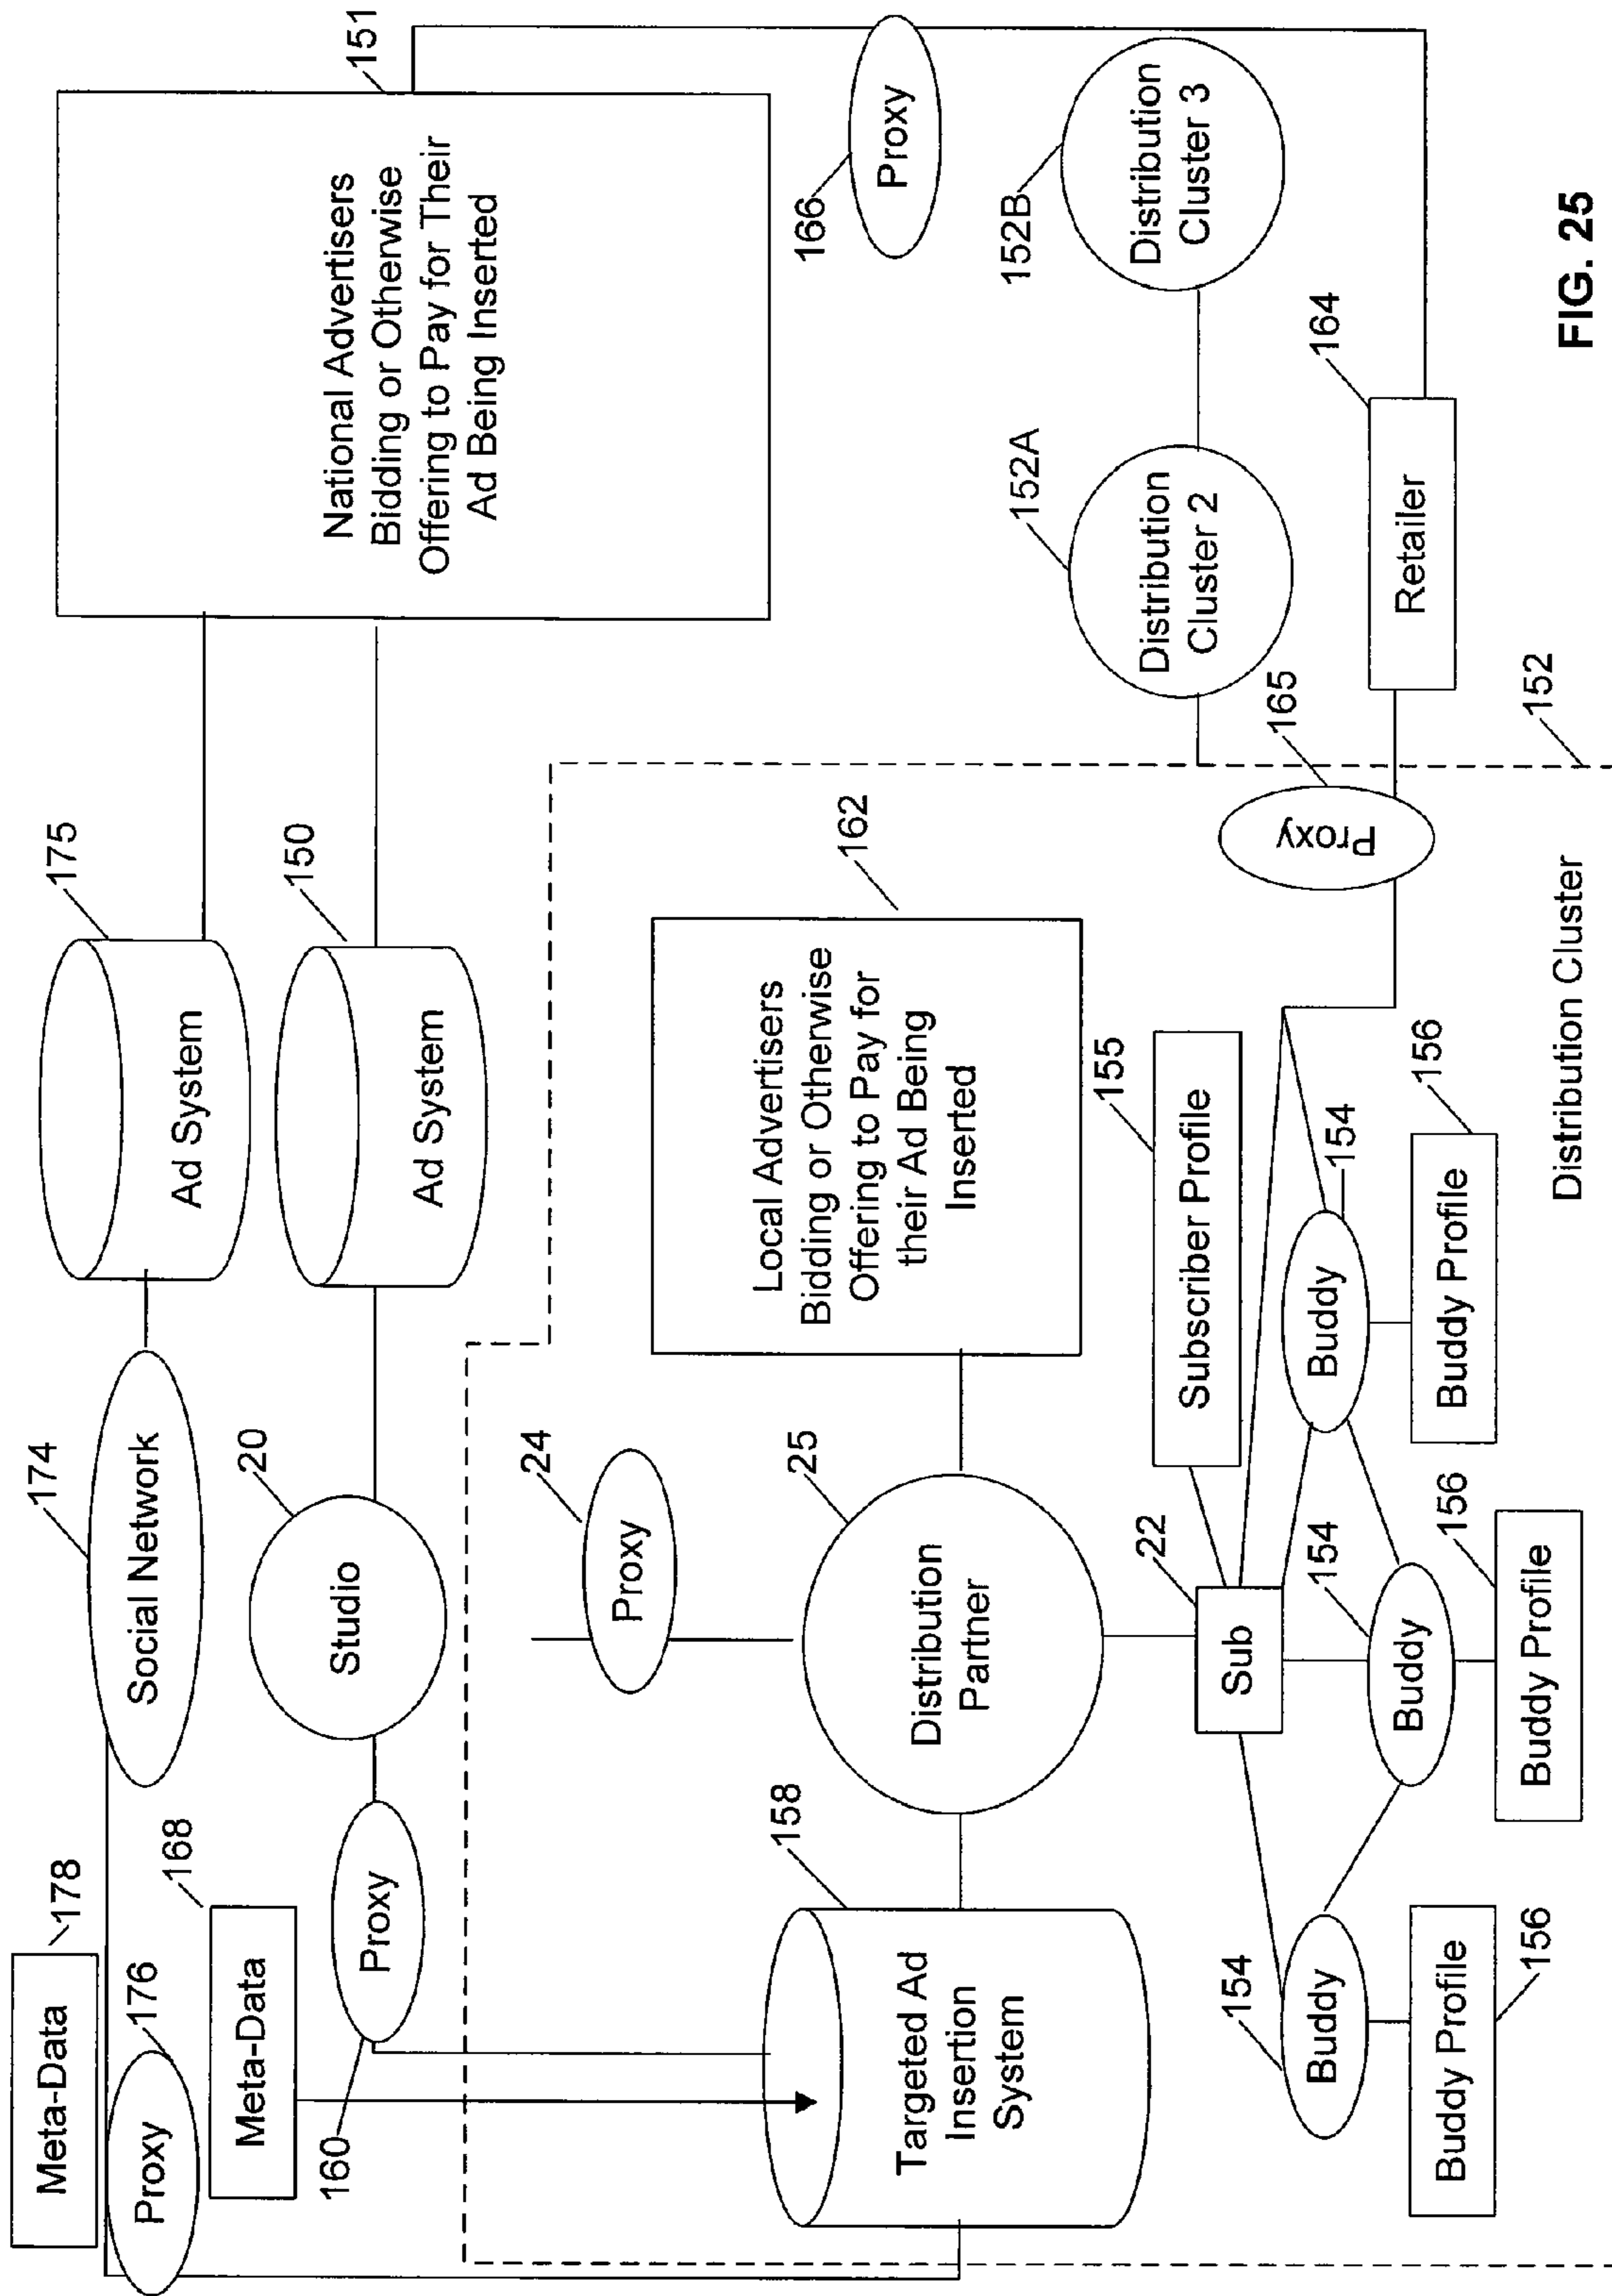 Meta-Data
178
Proxy
176
Meta-Data
168
174
Social Network
175
Ad System
151
National Advertisers
Bidding or Otherwise
Offering to Pay for Their
Ad Being Inserted
160
Proxy
20
Studio
150
Ad System
24
Proxy
166
Proxy
158
Targeted Ad
Insertion
System
25
Distribution
Partner
162
Local Advertisers
Bidding or Otherwise
Offering to Pay for
their Ad Being
Inserted
152A
Distribution
Cluster 2
152B
Distribution
Cluster 3
22
Sub
155
Subscriber Profile
165
Proxy
164
Retailer
154
Buddy
154
Buddy
154
Buddy
Buddy Profile
156
Buddy Profile
156
Buddy Profile
156
152
Distribution Cluster
FIG. 25